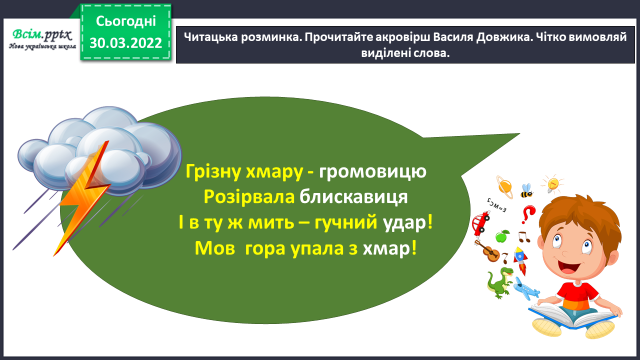 Всім.pptx
Нова українська школа
Сьогодні
30.03.2022
Читацька розминка. Прочитайте акровірш Василя Довжика. Чітко вимовляй
виділені слова.
Грізну хмару - громовицю
Розірвала блискавиця
І в ту ж мить – гучний удар!
Мов гора упала з хмар!